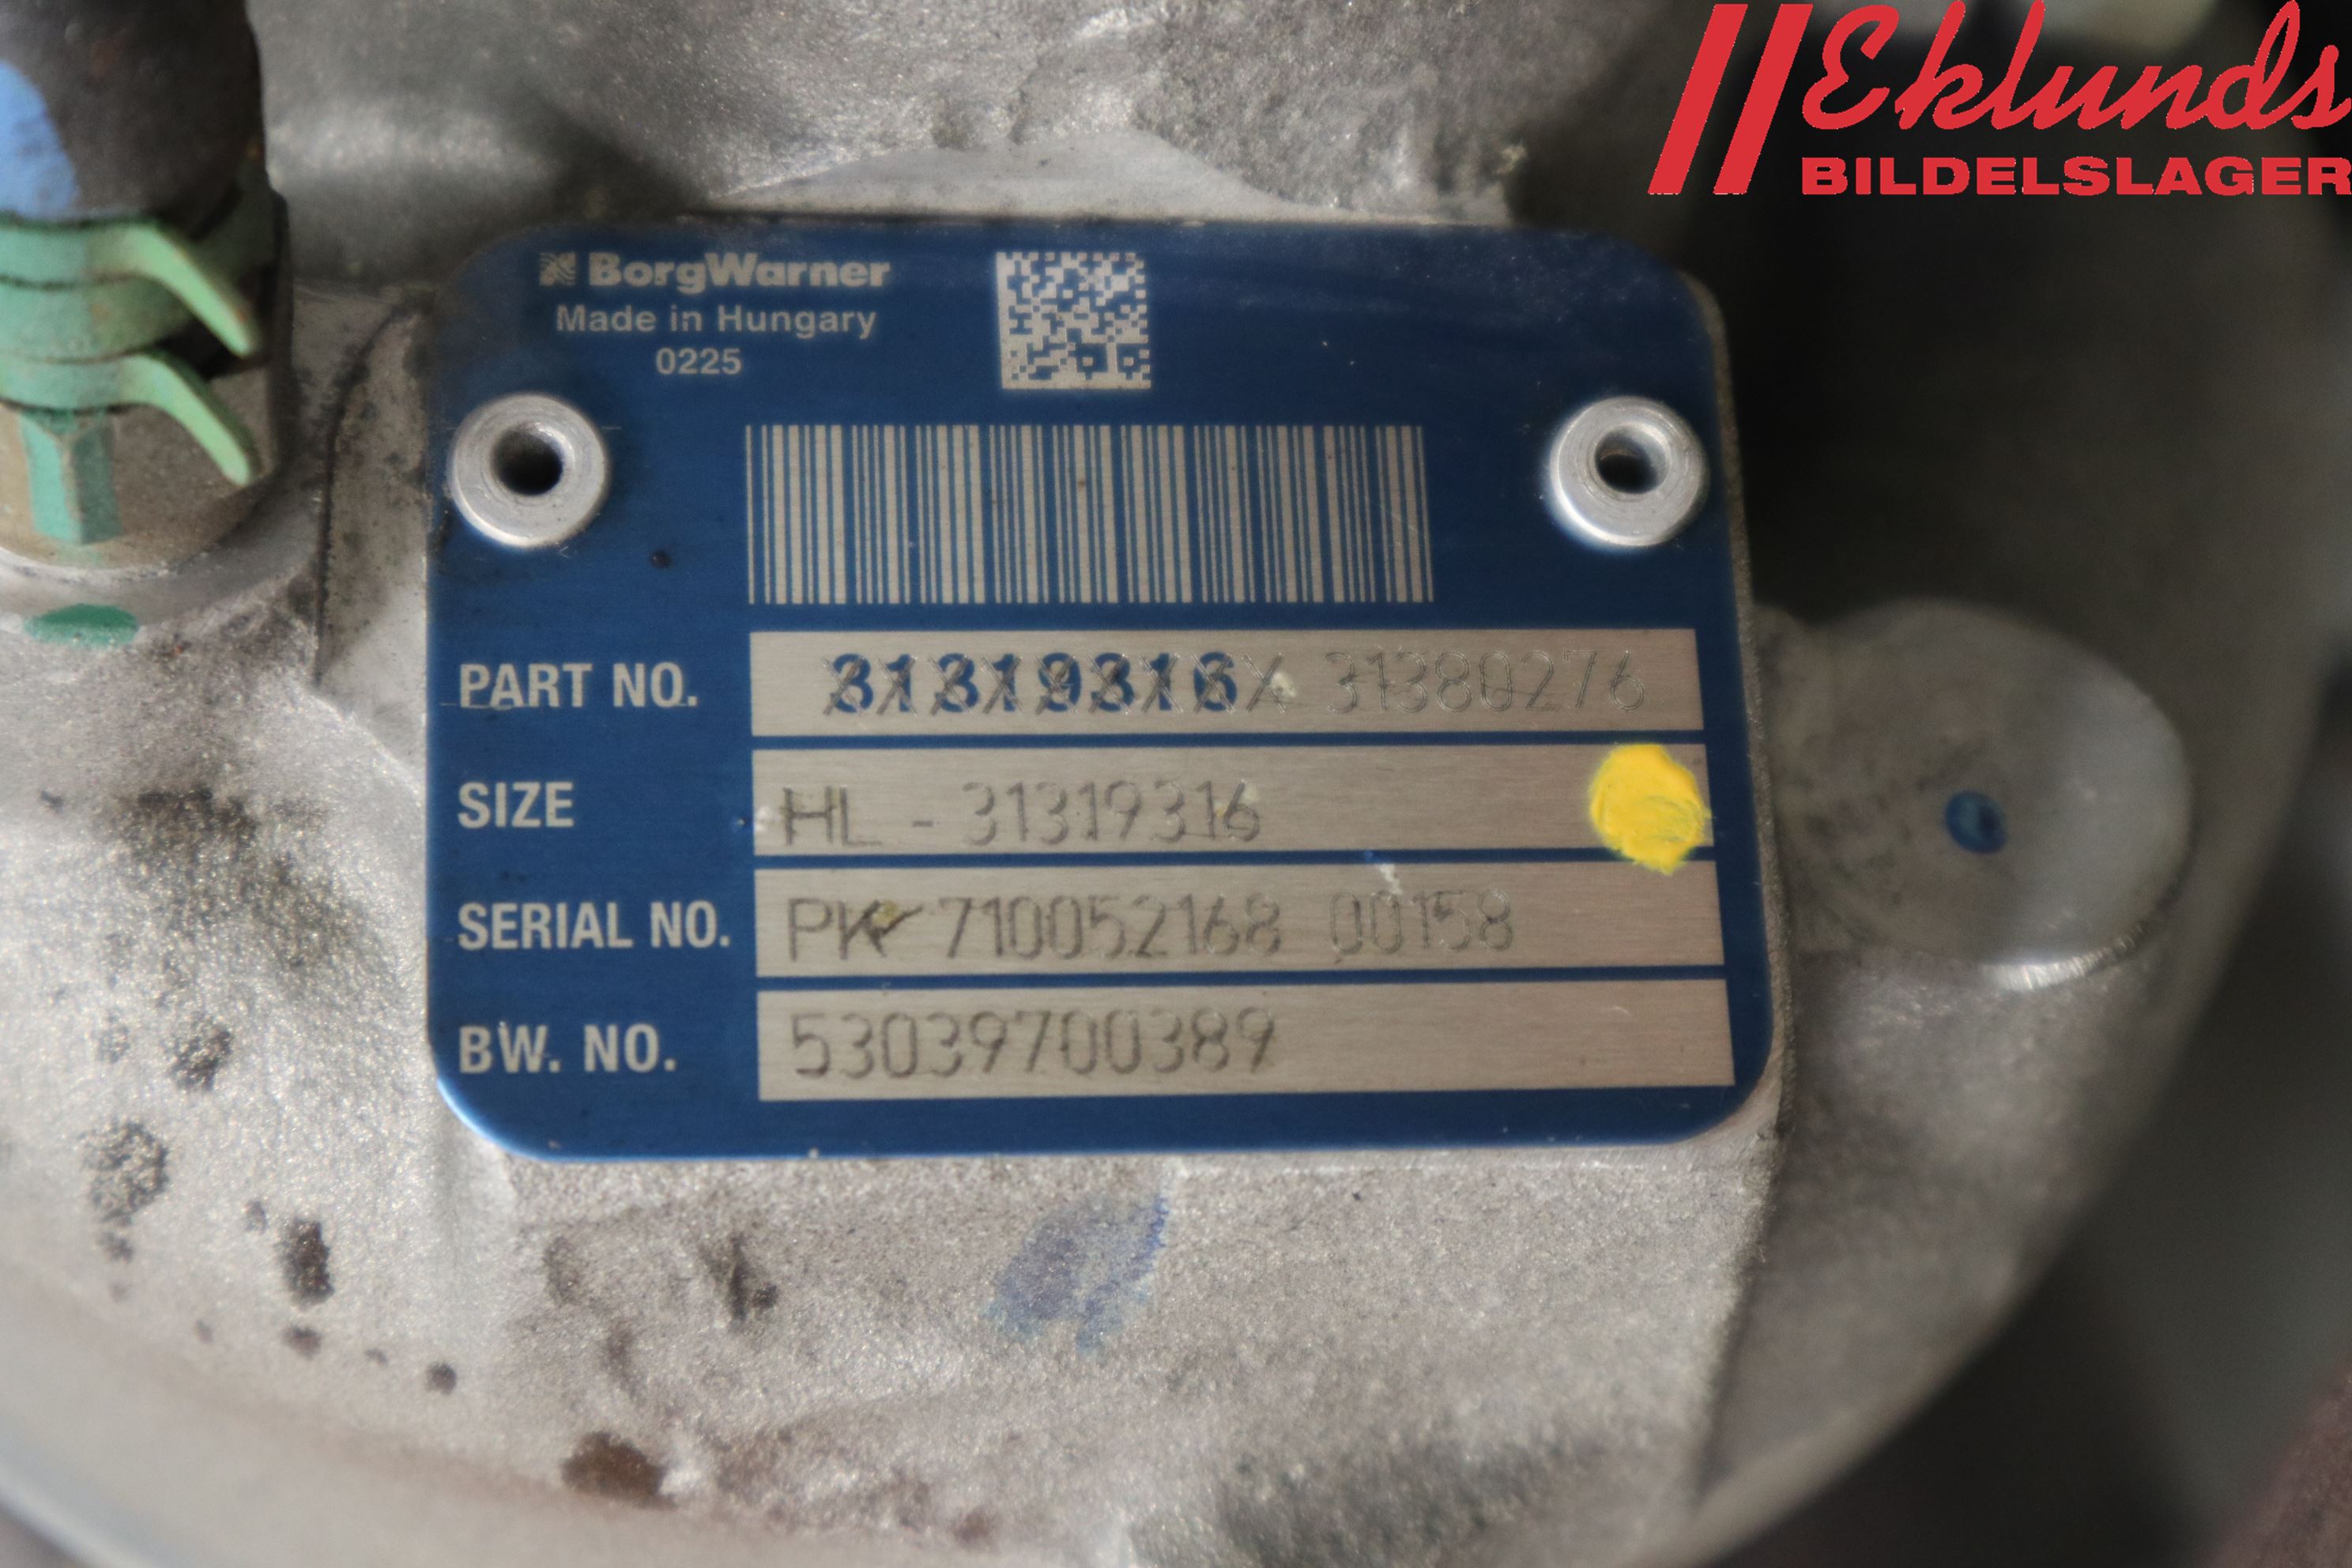 Eklunds
BILDELSLAGER
BorgWarner
Made in Hungary
0225
PART NO. 31319316 31380276
SIZE HL - 31319316
SERIAL NO. PK 710052168 00158
BW. NO. 53039700389